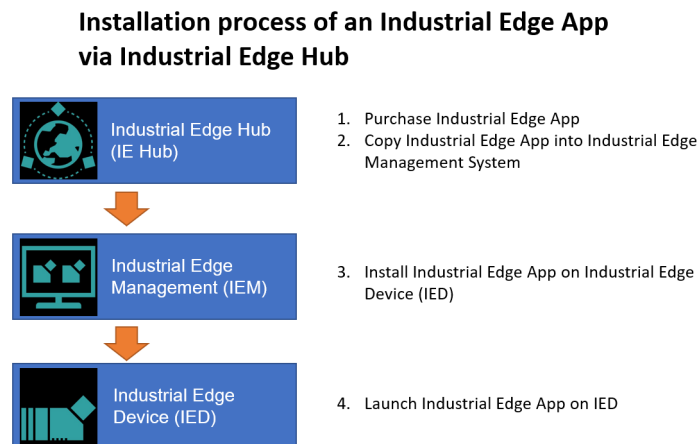 Installation process of an Industrial Edge App
via Industrial Edge Hub
Industrial Edge Hub
(IE Hub)
1. Purchase Industrial Edge App
2. Copy Industrial Edge App into Industrial Edge
Management System
Industrial Edge
Management (IEM)
3. Install Industrial Edge App on Industrial Edge
Device (IED)
Industrial Edge
Device (IED)
4. Launch Industrial Edge App on IED